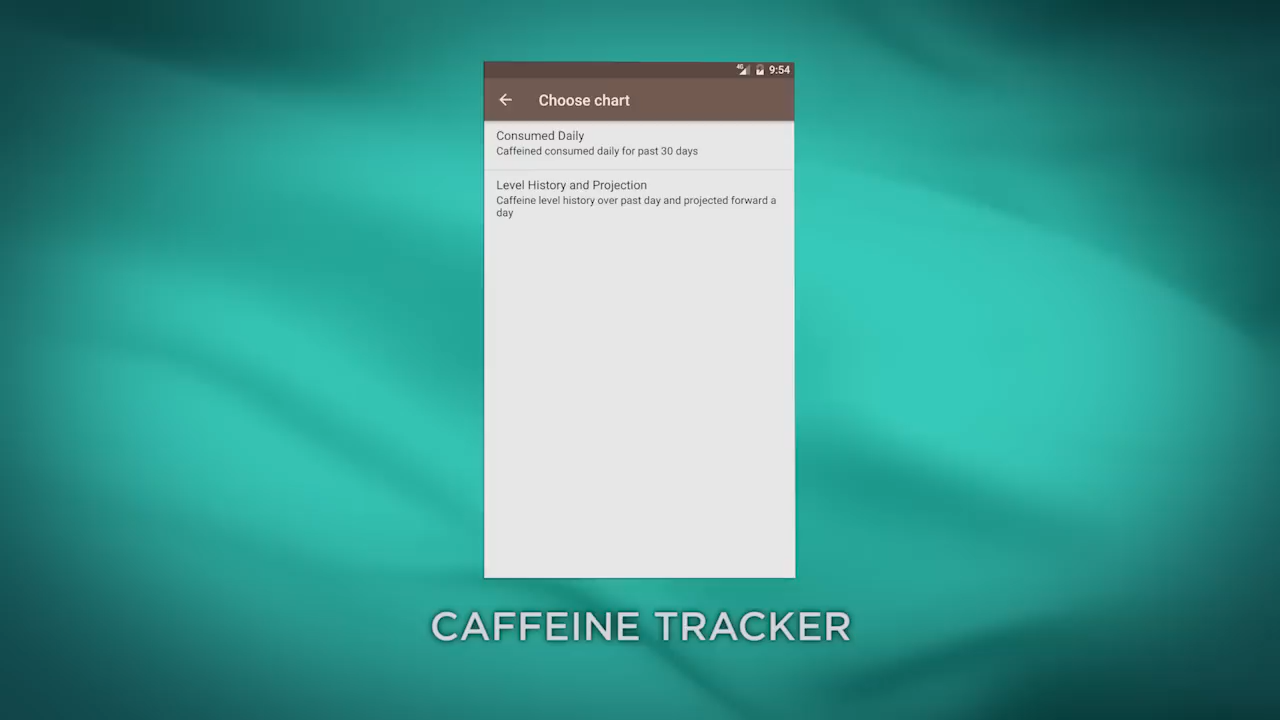 4G 9:54
Choose chart
Consumed Daily
Caffeined consumed daily for past 30 days
Level History and Projection
Caffeine level history over past day and projected forward a
day
CAFFEINE TRACKER